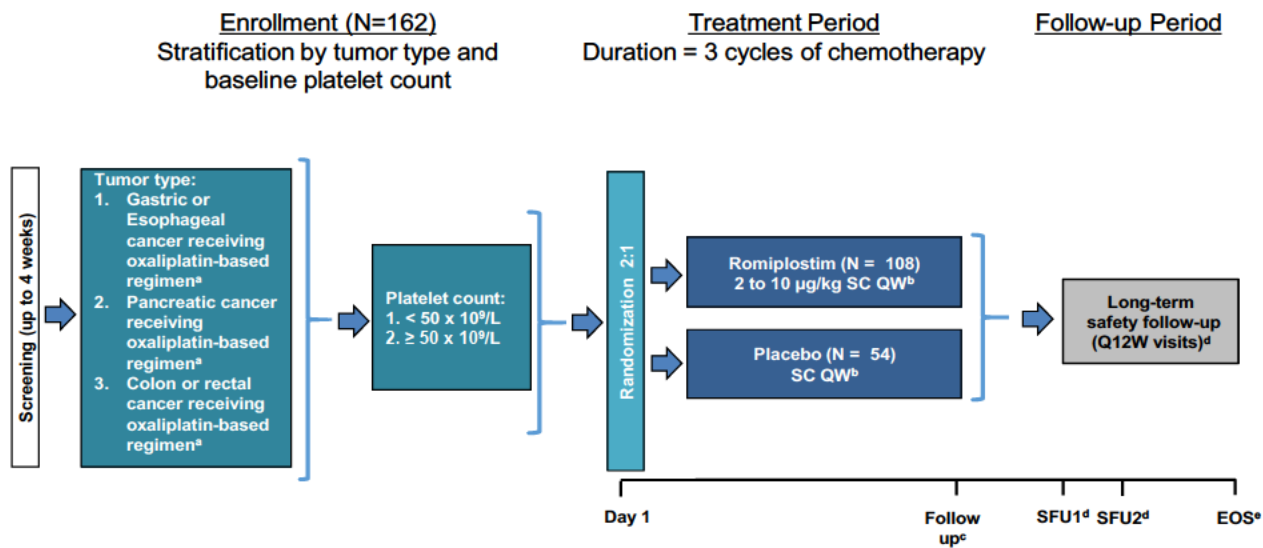 Enrollment (N=162)
Stratification by tumor type and
baseline platelet count
Treatment Period
Duration = 3 cycles of chemotherapy
Follow-up Period
Screening (up to 4 weeks)
Tumor type:
1. Gastric or
Esophageal
cancer receiving
oxaliplatin-based
regimenᵃ
2. Pancreatic cancer
receiving
oxaliplatin-based
regimenᵃ
3. Colon or rectal
cancer receiving
oxaliplatin-based
regimenᵃ
Platelet count:
1. < 50 x 10⁹/L
2. ≥ 50 x 10⁹/L
Randomization 2:1
Romiplostim (N = 108)
2 to 10 µg/kg SC QWᵇ
Placebo (N = 54)
SC QWᵇ
Long-term
safety follow-up
(Q12W visits)ᵈ
Day 1
Follow
upᶜ
SFU1ᵈ
SFU2ᵈ
EOSᵉ